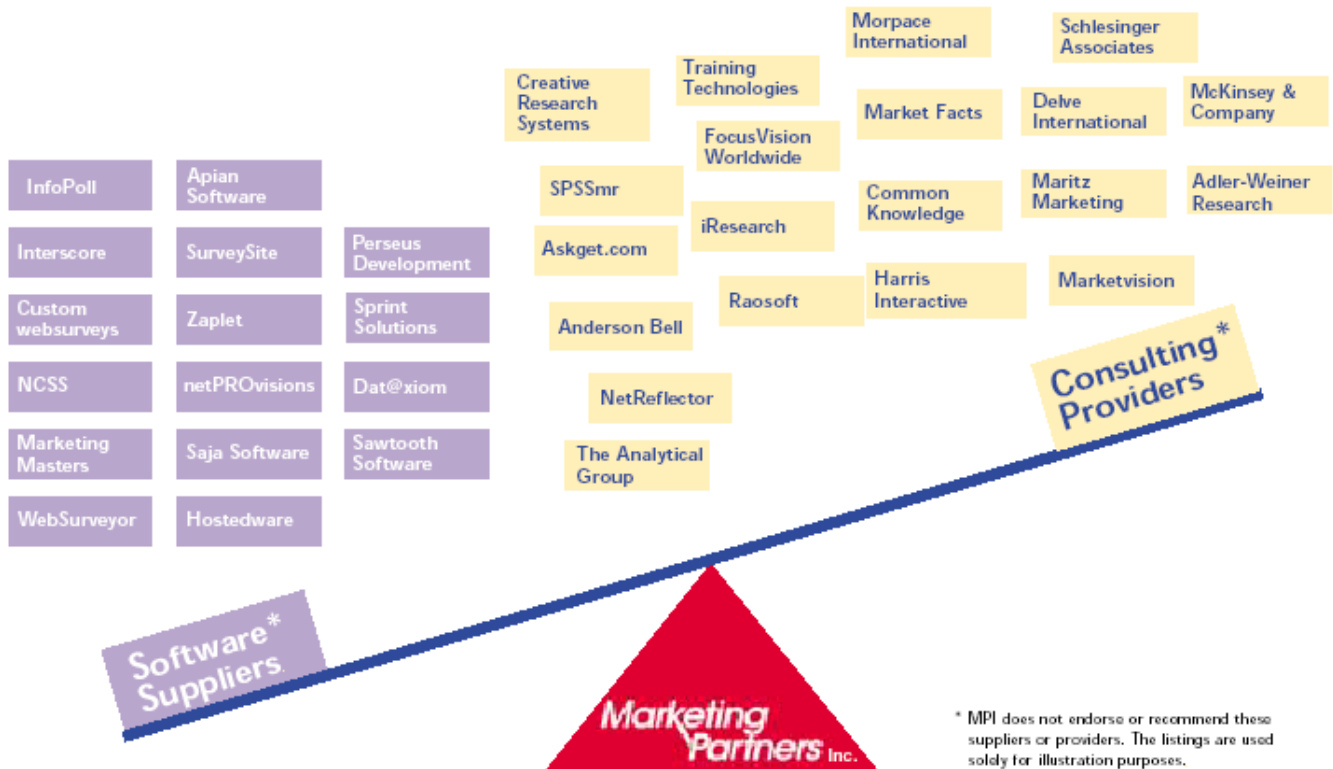 InfoPoll
Interscore
Custom
websurveys
NCSS
Marketing
Masters
WebSurveyor
Apian
Software
SurveySite
Zaplet
netPROvisions
Saja Software
Hostedware
Perseus
Development
Sprint
Solutions
Dat@xiom
Sawtooth
Software
Creative
Research
Systems
SPSSmr
Askget.com
Anderson Bell
NetReflector
The Analytical
Group
Training
Technologies
FocusVision
Worldwide
iResearch
Raosoft
Morpace
International
Market Facts
Common
Knowledge
Harris
Interactive
Schlesinger
Associates
Delve
International
Maritz
Marketing
Marketvision
McKinsey &
Company
Adler-Weiner
Research
Software*
Suppliers.
Consulting*
Providers
Marketing
Partners Inc.
* MPI does not endorse or recommend these
suppliers or providers. The listings are used
solely for illustration purposes.